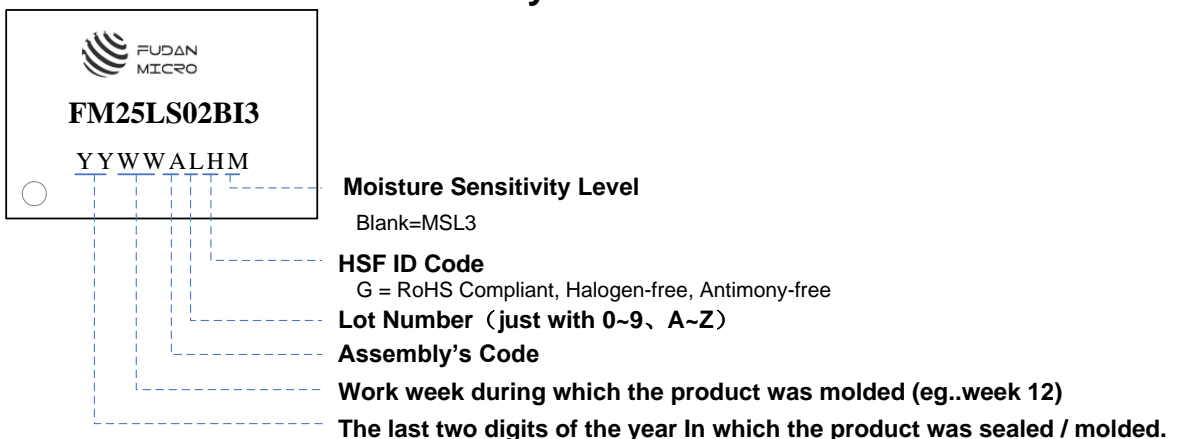 FUDAN
MICRO
FM25LS02BI3
YYWWALHM
Moisture Sensitivity Level
Blank=MSL3
HSF ID Code
G = RoHS Compliant, Halogen-free, Antimony-free
Lot Number（just with 0~9、A~Z）
Assembly's Code
Work week during which the product was molded (eg..week 12)
The last two digits of the year In which the product was sealed / molded.